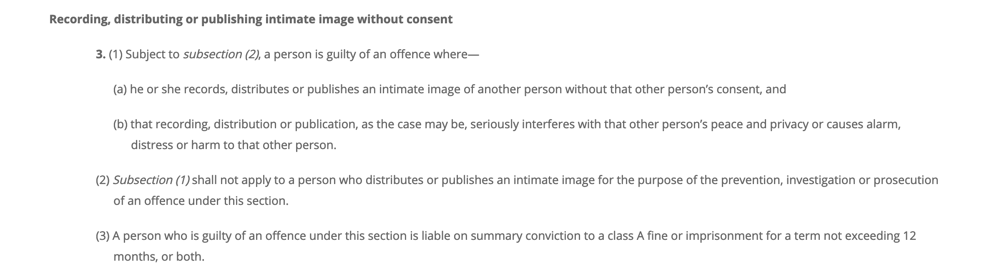 Recording, distributing or publishing intimate image without consent
3. (1) Subject to subsection (2), a person is guilty of an offence where—
(a) he or she records, distributes or publishes an intimate image of another person without that other person’s consent, and
(b) that recording, distribution or publication, as the case may be, seriously interferes with that other person’s peace and privacy or causes alarm,
distress or harm to that other person.
(2) Subsection (1) shall not apply to a person who distributes or publishes an intimate image for the purpose of the prevention, investigation or prosecution
of an offence under this section.
(3) A person who is guilty of an offence under this section is liable on summary conviction to a class A fine or imprisonment for a term not exceeding 12
months, or both.